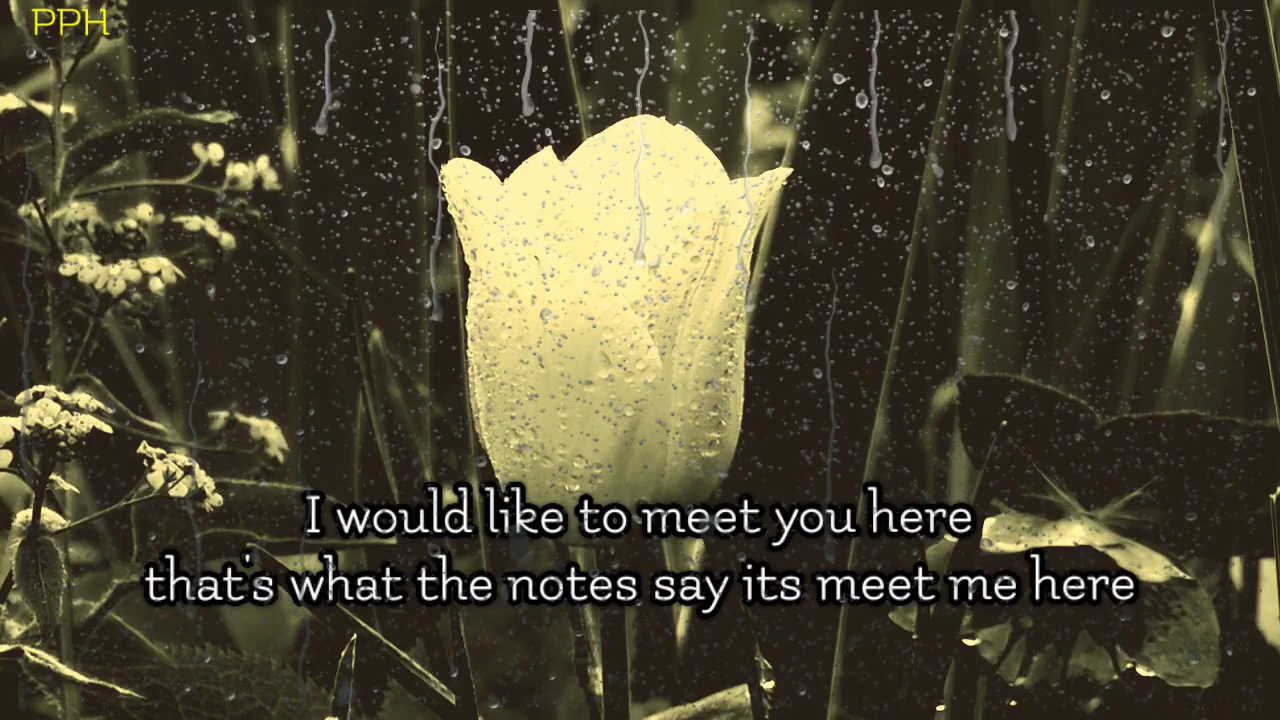 PPH
I would like to meet you here
that's what the notes say its meet me here